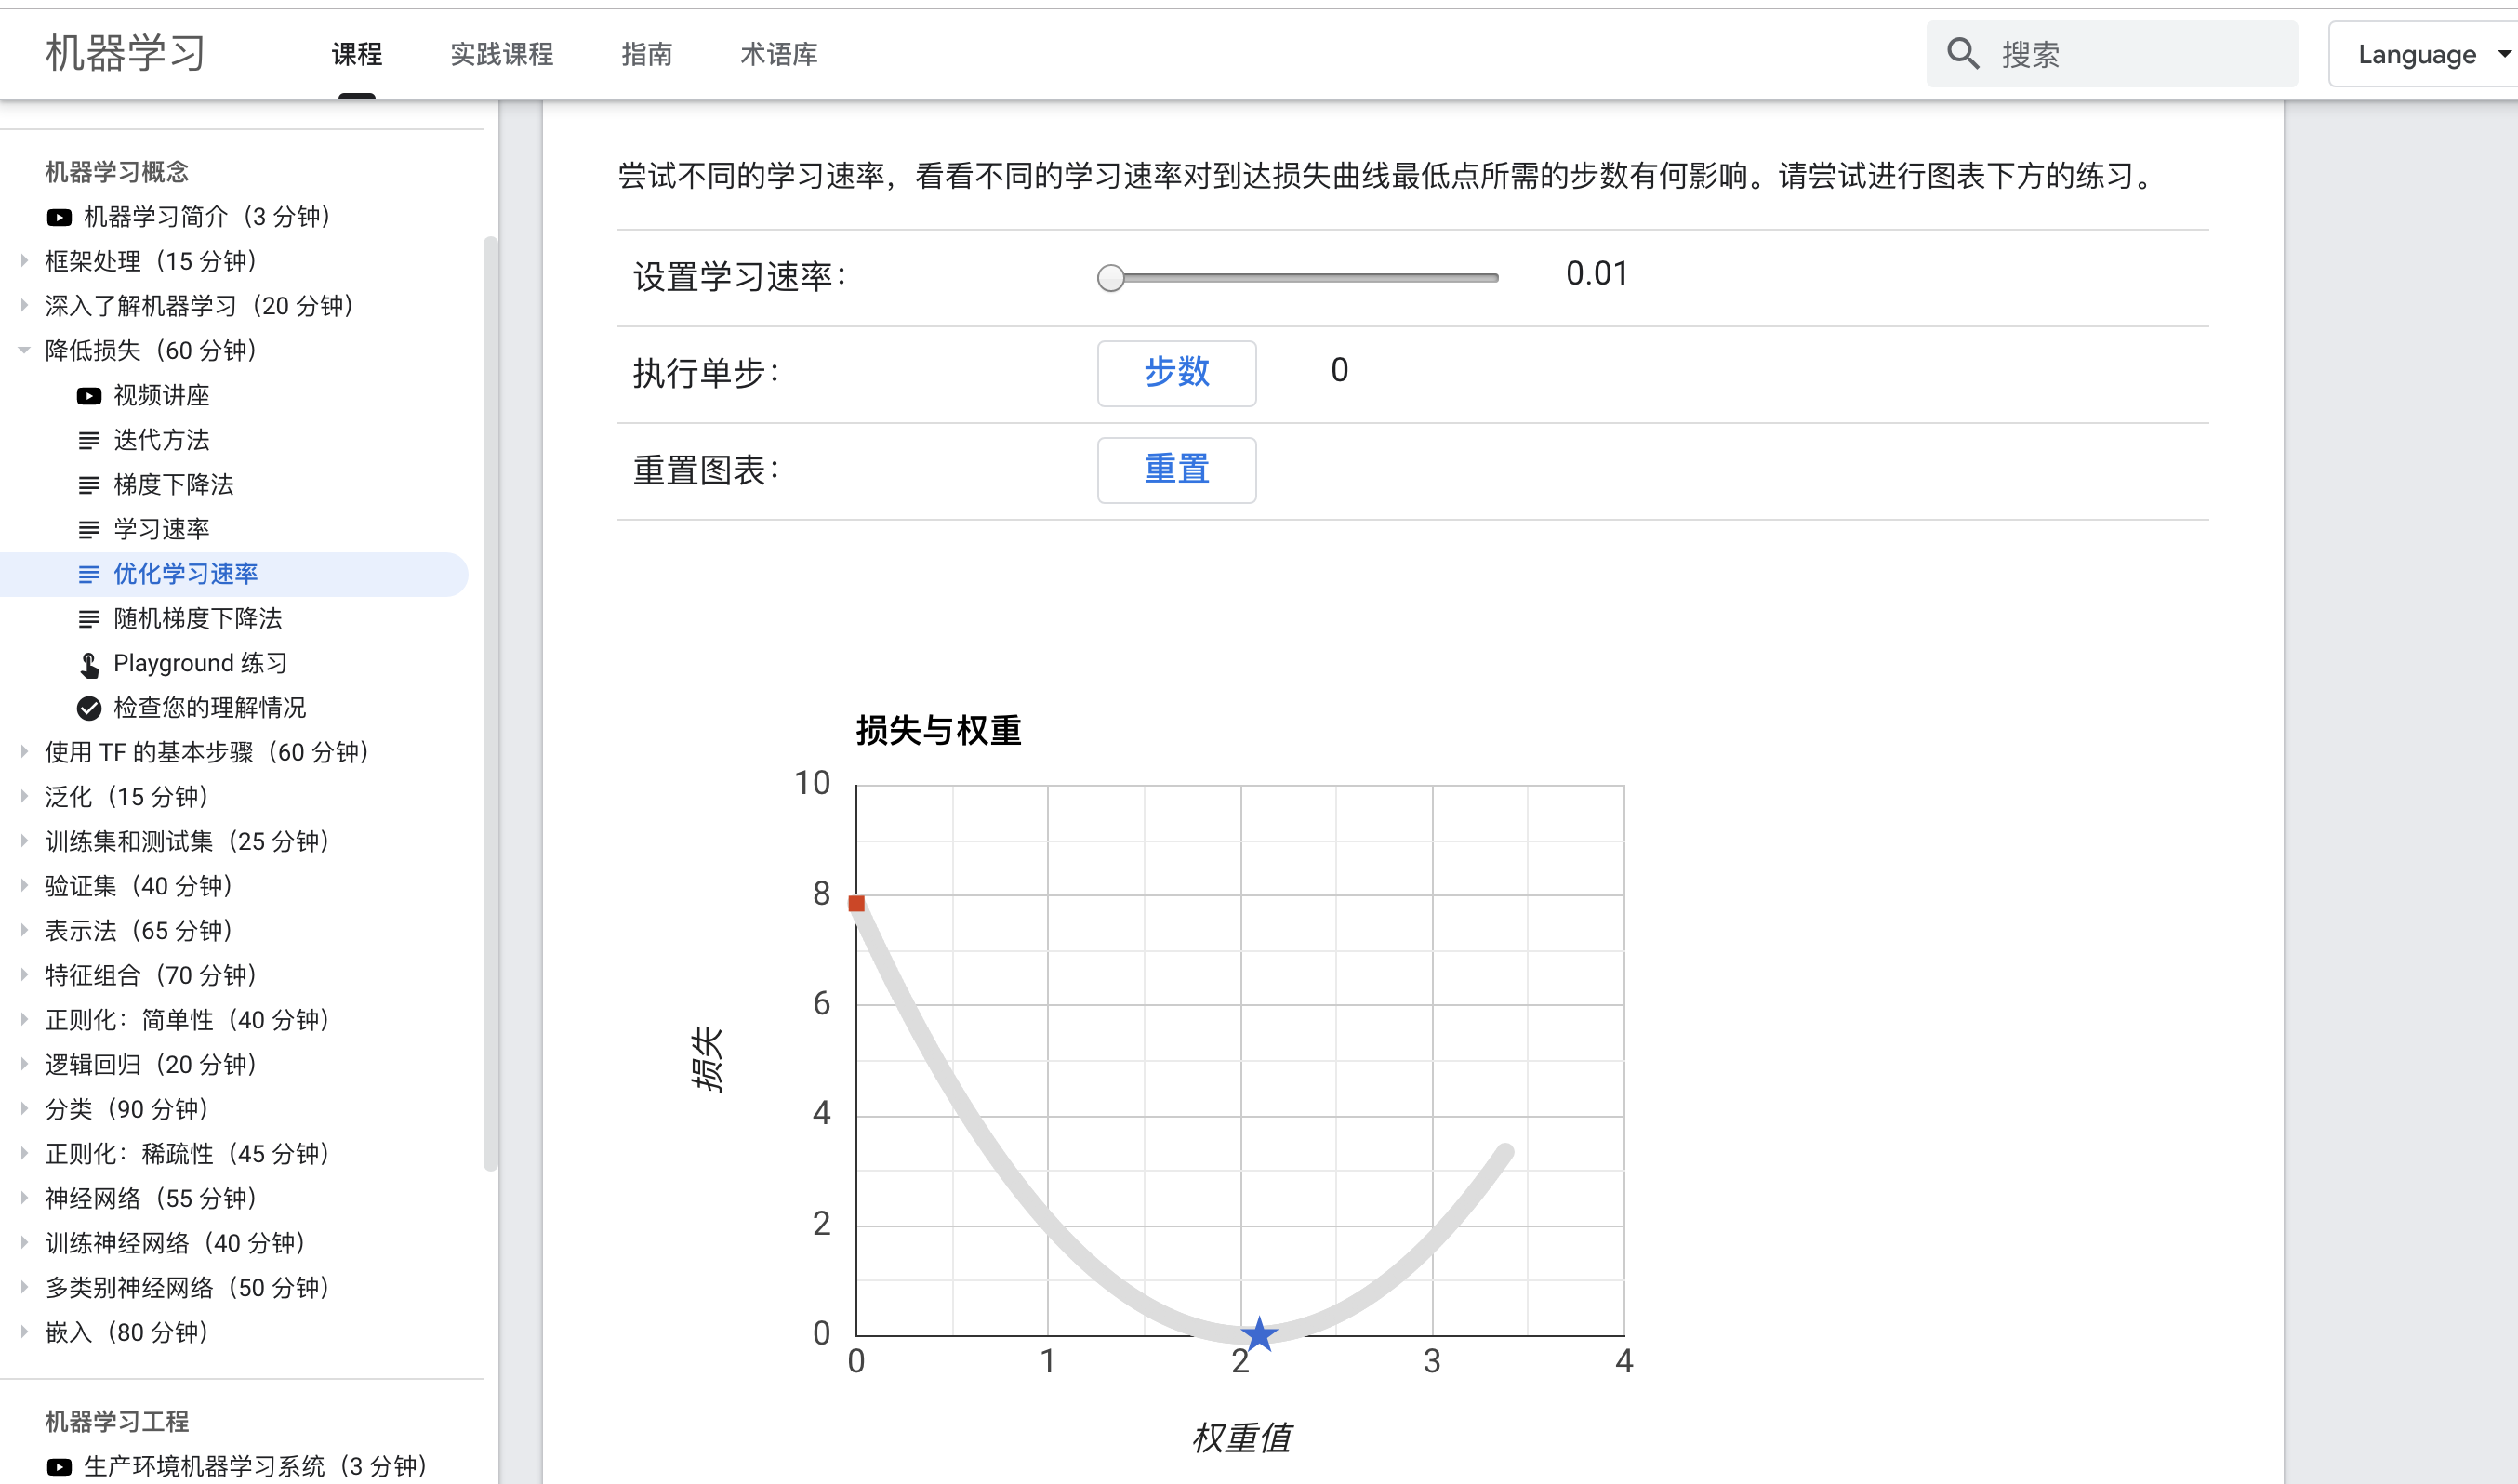 机器学习
课程
实践课程
指南
术语库
搜索
Language
机器学习概念
机器学习简介（3 分钟）
框架处理（15 分钟）
深入了解机器学习（20 分钟）
降低损失（60 分钟）
视频讲座
迭代方法
梯度下降法
学习速率
优化学习速率
随机梯度下降法
Playground 练习
检查您的理解情况
使用 TF 的基本步骤（60 分钟）
泛化（15 分钟）
训练集和测试集（25 分钟）
验证集（40 分钟）
表示法（65 分钟）
特征组合（70 分钟）
正则化：简单性（40 分钟）
逻辑回归（20 分钟）
分类（90 分钟）
正则化：稀疏性（45 分钟）
神经网络（55 分钟）
训练神经网络（40 分钟）
多类别神经网络（50 分钟）
嵌入（80 分钟）
机器学习工程
生产环境机器学习系统（3 分钟）
尝试不同的学习速率，看看不同的学习速率对到达损失曲线最低点所需的步数有何影响。请尝试进行图表下方的练习。
设置学习速率： 0.01
执行单步： 步数 0
重置图表： 重置
损失与权重
10
8
6
4
2
0
损失
0 1 2 3 4
权重值